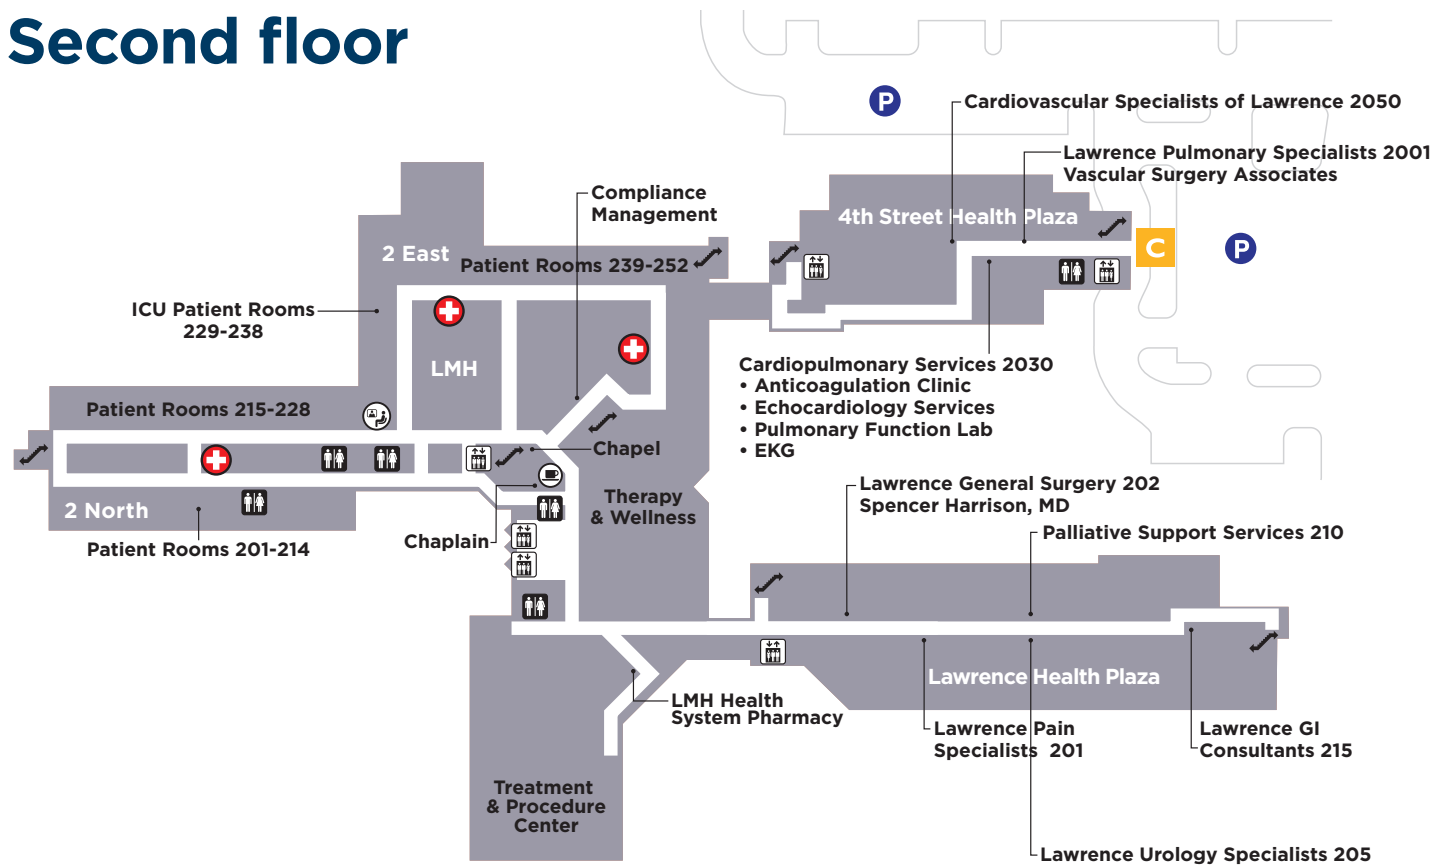 Second floor
P
Cardiovascular Specialists of Lawrence 2050
Lawrence Pulmonary Specialists 2001
Vascular Surgery Associates
Compliance
Management
4th Street Health Plaza
C
P
2 East
Patient Rooms 239-252
ICU Patient Rooms
229-238
LMH
Cardiopulmonary Services 2030
• Anticoagulation Clinic
• Echocardiology Services
• Pulmonary Function Lab
• EKG
Patient Rooms 215-228
Chapel
Lawrence General Surgery 202
Spencer Harrison, MD
Therapy
& Wellness
2 North
Chaplain
Patient Rooms 201-214
Palliative Support Services 210
Lawrence Health Plaza
LMH Health
System Pharmacy
Lawrence Pain
Specialists 201
Lawrence GI
Consultants 215
Treatment
& Procedure
Center
Lawrence Urology Specialists 205